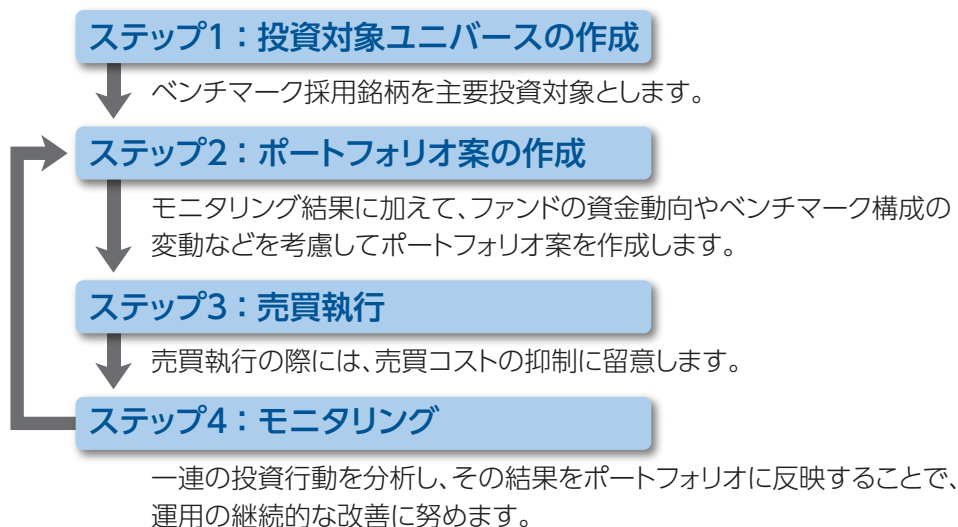 ステップ1：投資対象ユニバースの作成
ベンチマーク採用銘柄を主要投資対象とします。
ステップ2：ポートフォリオ案の作成
モニタリング結果に加えて、ファンドの資金動向やベンチマーク構成の
変動などを考慮してポートフォリオ案を作成します。
ステップ3：売買執行
売買執行の際には、売買コストの抑制に留意します。
ステップ4：モニタリング
一連の投資行動を分析し、その結果をポートフォリオに反映することで、
運用の継続的な改善に努めます。